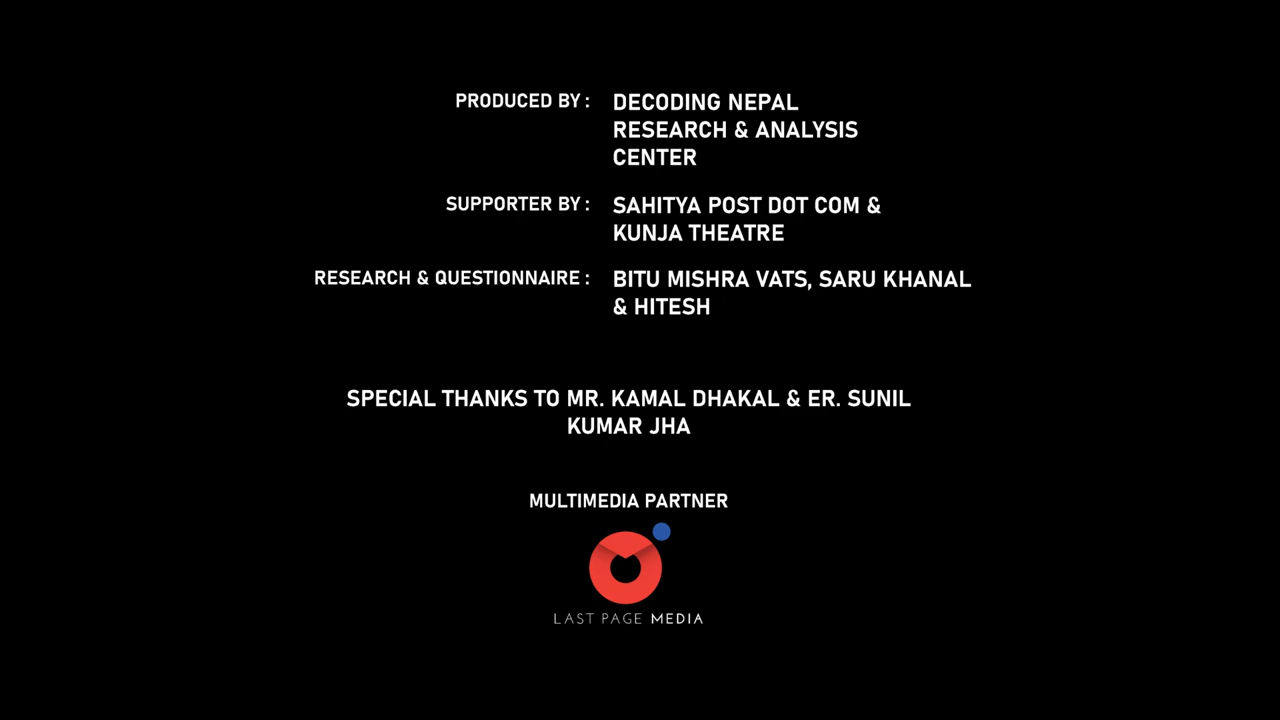 PRODUCED BY : DECODING NEPAL
RESEARCH & ANALYSIS
CENTER
SUPPORTER BY : SAHITYA POST DOT COM &
KUNJA THEATRE
RESEARCH & QUESTIONNAIRE : BITU MISHRA VATS, SARU KHANAL
& HITESH
SPECIAL THANKS TO MR. KAMAL DHAKAL & ER. SUNIL
KUMAR JHA
MULTIMEDIA PARTNER
LAST PAGE MEDIA